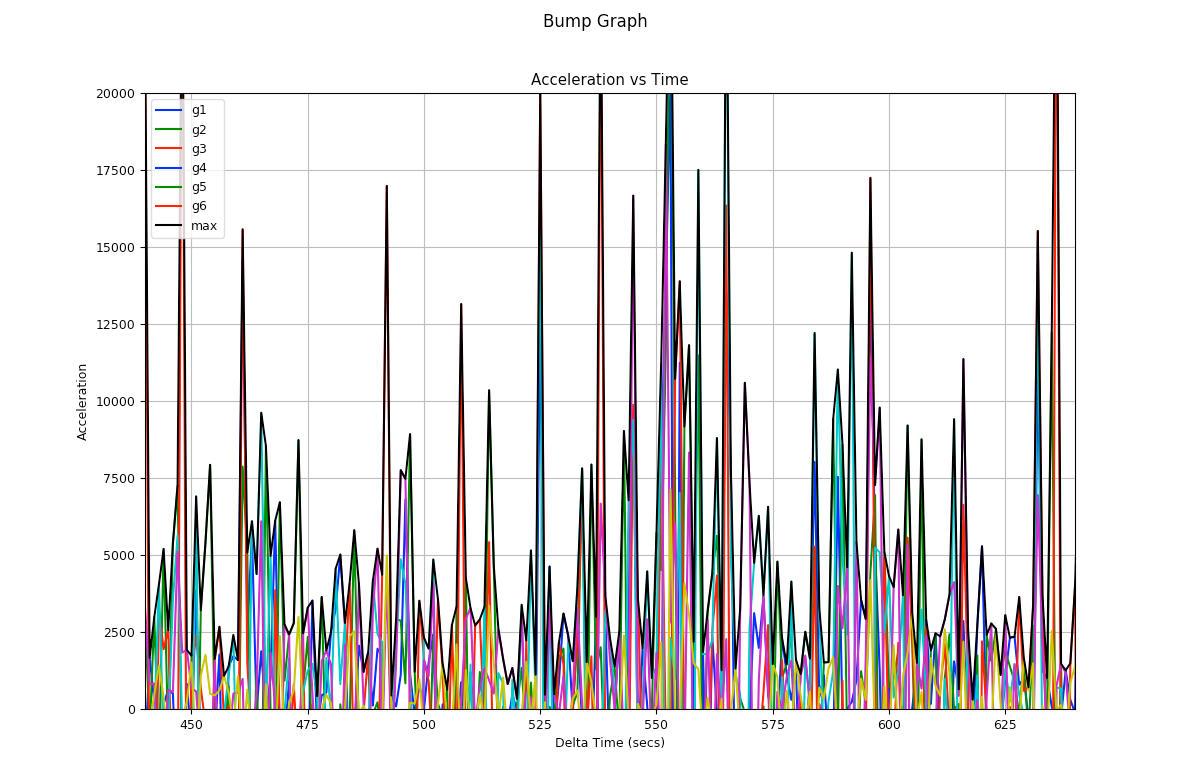 Bump Graph
Acceleration vs Time
20000
17500
15000
12500
10000
7500
5000
2500
0
Acceleration
g1
g2
g3
g4
g5
g6
max
450 475 500 525 550 575 600 625
Delta Time (secs)